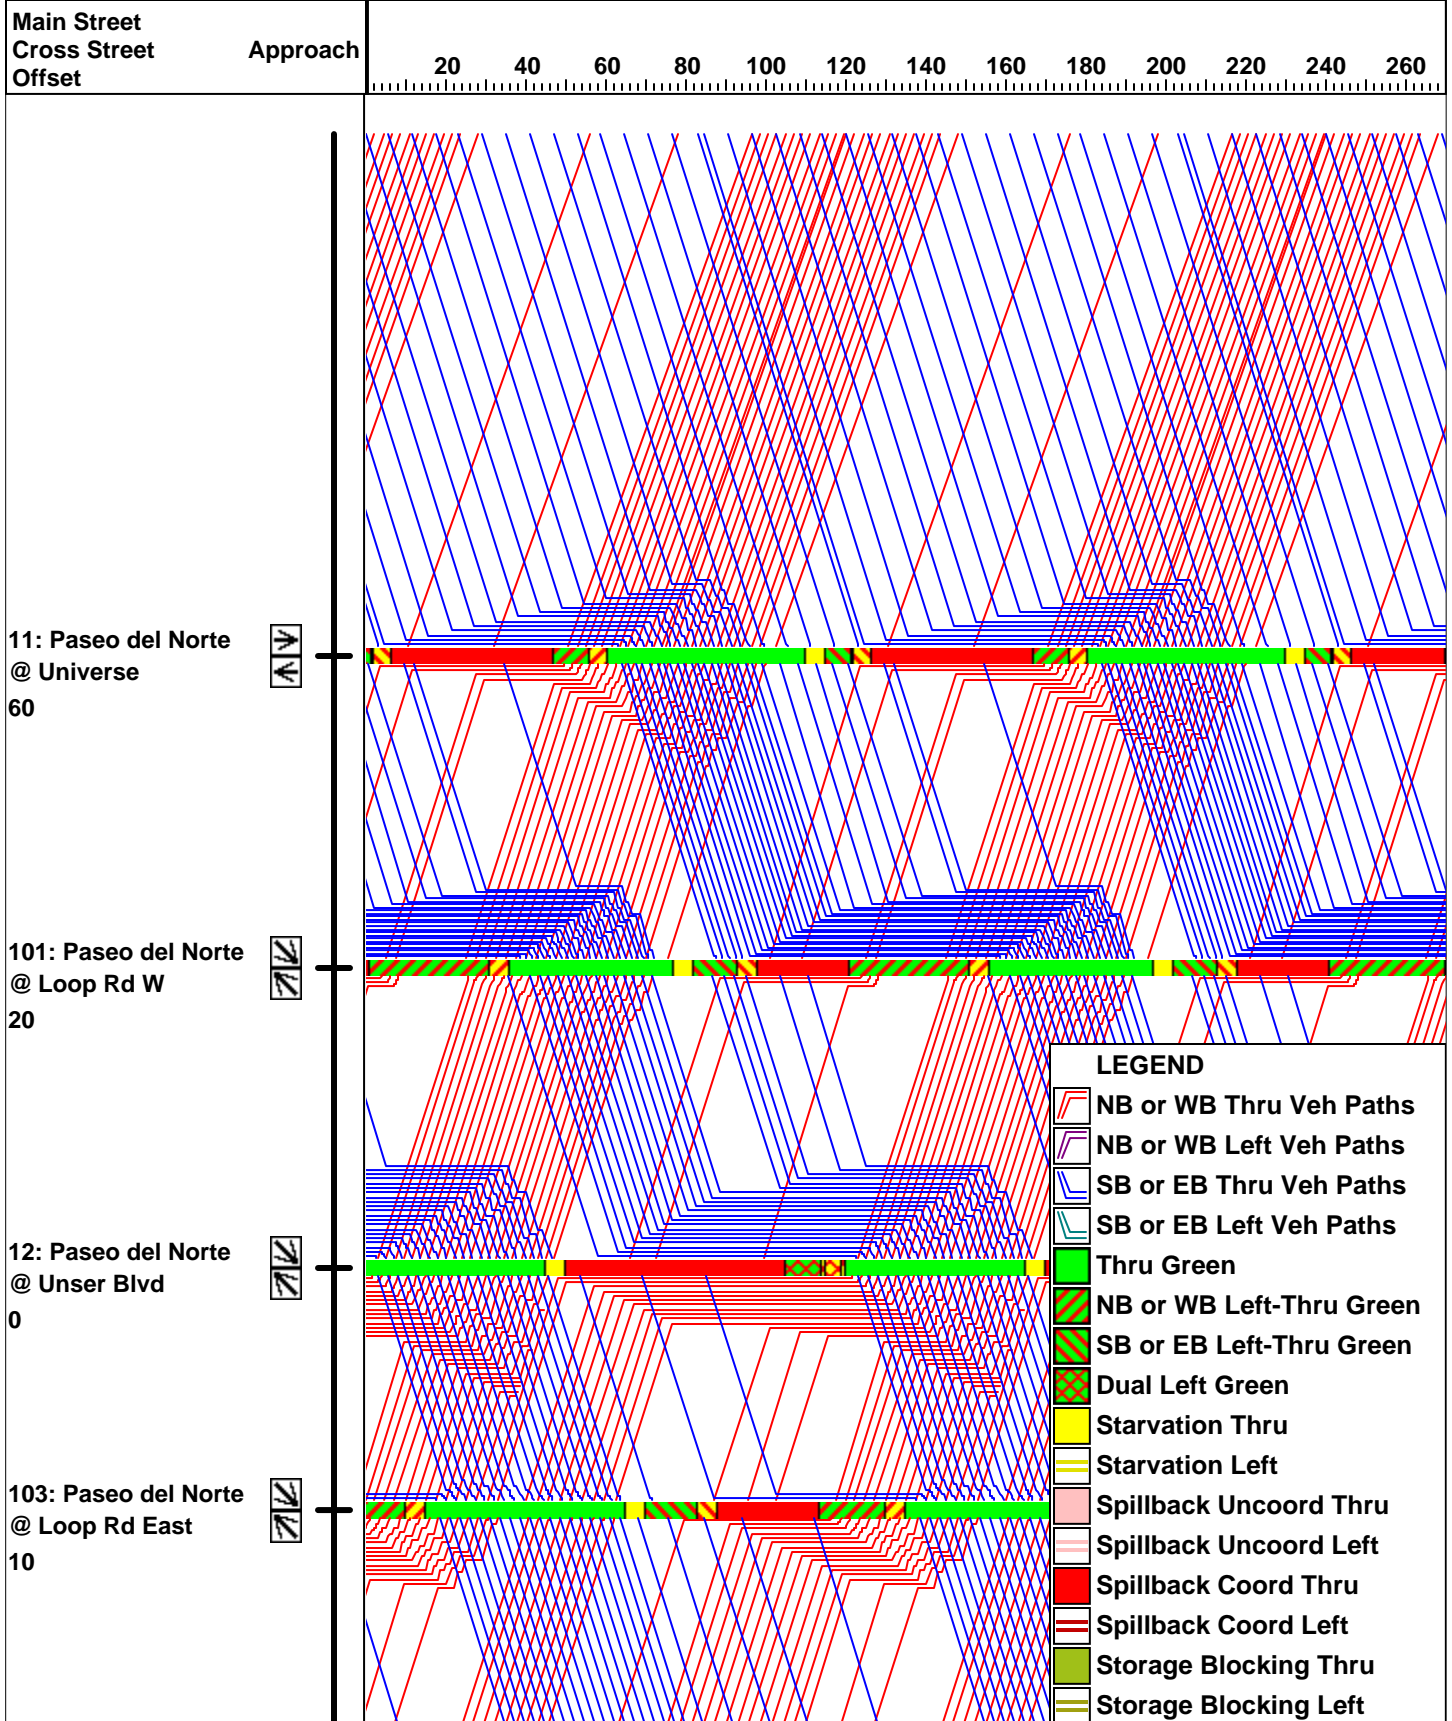 Main Street
Cross Street Approach
Offset
20 40 60 80 100 120 140 160 180 200 220 240 260
11: Paseo del Norte
@ Universe
60
101: Paseo del Norte
@ Loop Rd W
20
12: Paseo del Norte
@ Unser Blvd
0
103: Paseo del Norte
@ Loop Rd East
10
LEGEND
NB or WB Thru Veh Paths
NB or WB Left Veh Paths
SB or EB Thru Veh Paths
SB or EB Left Veh Paths
Thru Green
NB or WB Left-Thru Green
SB or EB Left-Thru Green
Dual Left Green
Starvation Thru
Starvation Left
Spillback Uncoord Thru
Spillback Uncoord Left
Spillback Coord Thru
Spillback Coord Left
Storage Blocking Thru
Storage Blocking Left